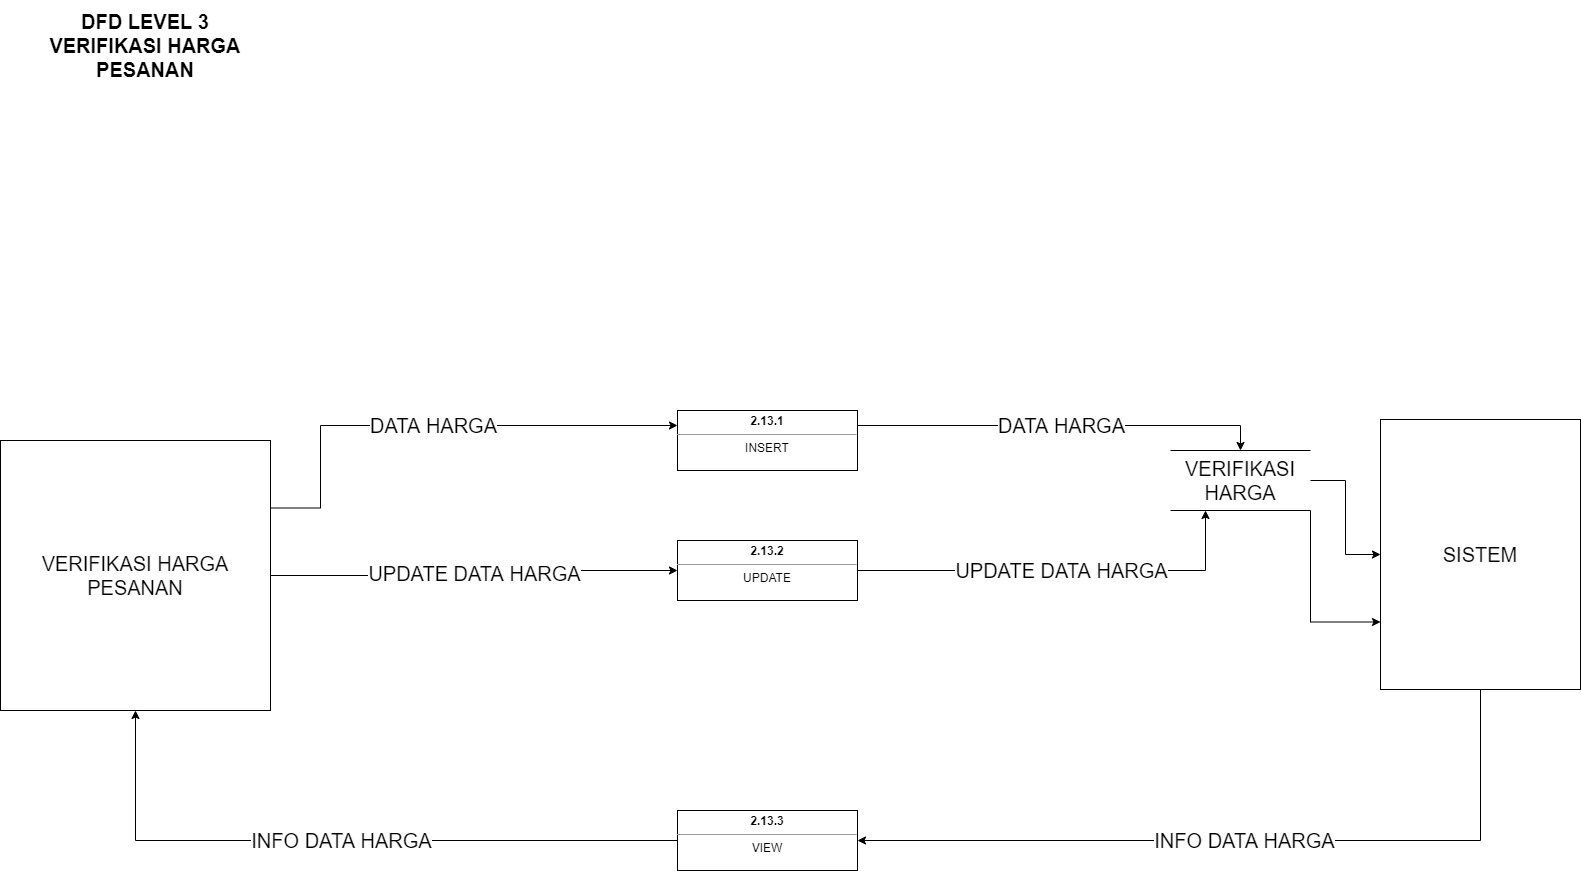 DFD LEVEL 3
VERIFIKASI HARGA
PESANAN
DATA HARGA
2.13.1
INSERT
DATA HARGA
VERIFIKASI
HARGA
VERIFIKASI HARGA
PESANAN
UPDATE DATA HARGA
2.13.2
UPDATE
UPDATE DATA HARGA
SISTEM
INFO DATA HARGA
2.13.3
VIEW
INFO DATA HARGA